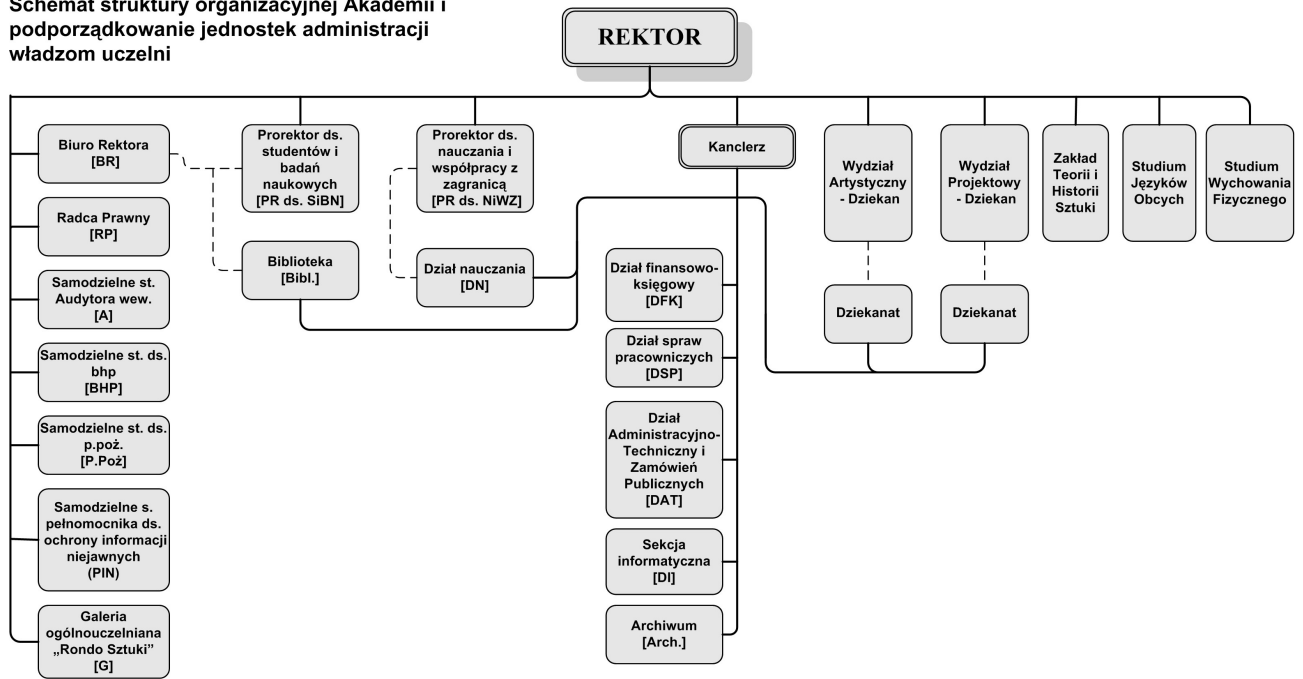 Schemat struktury organizacyjnej Akademii i
podporządkowanie jednostek administracji
władzom uczelni
REKTOR
Biuro Rektora
[BR]
Radca Prawny
[RP]
Samodzielne st.
Audytora wew.
[A]
Samodzielne st. ds.
bhp
[BHP]
Samodzielne st. ds.
p.poż.
[P.Poż]
Samodzielne s.
pełnomocnika ds.
ochrony informacji
niejawnych
(PIN)
Galeria
ogólnouczelniana
„Rondo Sztuki”
[G]
Prorektor ds.
studentów i
badań
naukowych
[PR ds. SiBN]
Biblioteka
[Bibl.]
Prorektor ds.
nauczania i
współpracy z
zagranicą
[PR ds. NiWZ]
Dział nauczania
[DN]
Kanclerz
Dział finansowo-
księgowy
[DFK]
Dział spraw
pracowniczych
[DSP]
Dział
Administracyjno-
Techniczny i
Zamówień
Publicznych
[DAT]
Sekcja
informatyczna
[DI]
Archiwum
[Arch.]
Wydział
Artystyczny
- Dziekan
Dziekanat
Wydział
Projektowy
- Dziekan
Dziekanat
Zakład
Teorii i
Historii
Sztuki
Studium
Języków
Obcych
Studium
Wychowania
Fizycznego